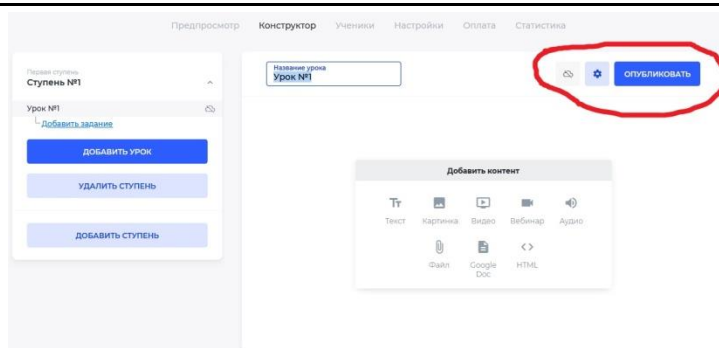 Предпросмотр Конструктор Ученики Настройки Оплата Статистика
Первая ступень
Ступень №1
Урок №1
Добавить задание
ДОБАВИТЬ УРОК
УДАЛИТЬ СТУПЕНЬ
ДОБАВИТЬ СТУПЕНЬ
Название урока
Урок №1
ОПУБЛИКОВАТЬ
Добавить контент
Тт
Текст Картинка Видео Вебинар Аудио
Файл Google Doc HTML